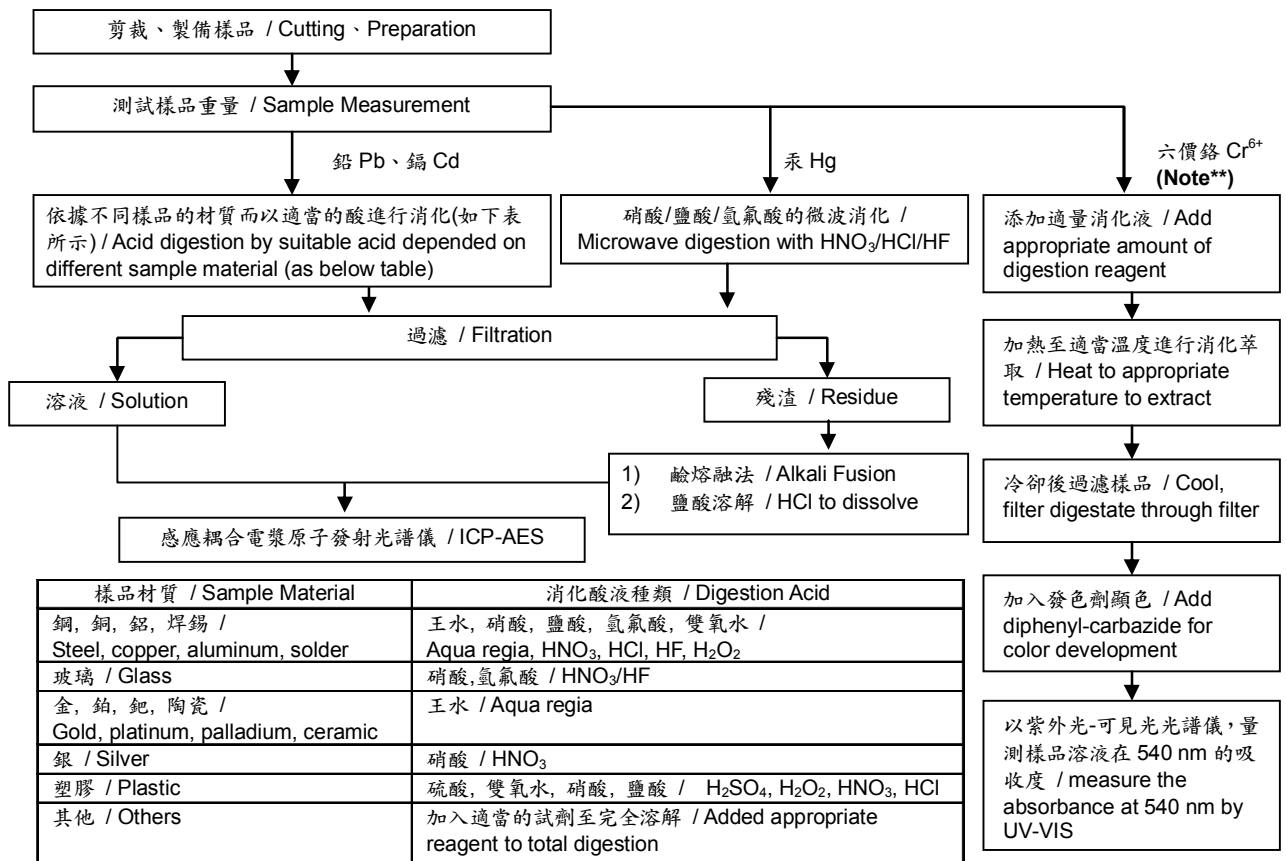 剪裁、製備樣品 / Cutting、Preparation
測試樣品重量 / Sample Measurement
鉛 Pb、鎘 Cd
汞 Hg
六價鉻 Cr⁶⁺
(Note**)
依據不同樣品的材質而以適當的酸進行消化(如下表
所示) / Acid digestion by suitable acid depended on
different sample material (as below table)
硝酸/鹽酸/氫氟酸的微波消化 /
Microwave digestion with HNO₃/HCl/HF
添加適量消化液 / Add
appropriate amount of
digestion reagent
過濾 / Filtration
加熱至適當溫度進行消化萃
取 / Heat to appropriate
temperature to extract
溶液 / Solution
殘渣 / Residue
1) 鹼熔融法 / Alkali Fusion
2) 鹽酸溶解 / HCl to dissolve
冷卻後過濾樣品 / Cool,
filter digestate through filter
感應耦合電漿原子發射光譜儀 / ICP-AES
加入發色劑顯色 / Add
diphenyl-carbazide for
color development
以紫外光-可見光光譜儀，量
測樣品溶液在 540 nm 的吸
收度 / measure the
absorbance at 540 nm by
UV-VIS
樣品材質 / Sample Material 消化酸液種類 / Digestion Acid
鋼, 銅, 鋁, 焊錫 / 王水, 硝酸, 鹽酸, 氫氟酸, 雙氧水 /
Steel, copper, aluminum, solder Aqua regia, HNO₃, HCl, HF, H₂O₂
玻璃 / Glass 硝酸,氫氟酸 / HNO₃/HF
金, 鉑, 鈀, 陶瓷 / 王水 / Aqua regia
Gold, platinum, palladium, ceramic
銀 / Silver 硝酸 / HNO₃
塑膠 / Plastic 硫酸, 雙氧水, 硝酸, 鹽酸 / H₂SO₄, H₂O₂, HNO₃, HCl
其他 / Others 加入適當的試劑至完全溶解 / Added appropriate
reagent to total digestion